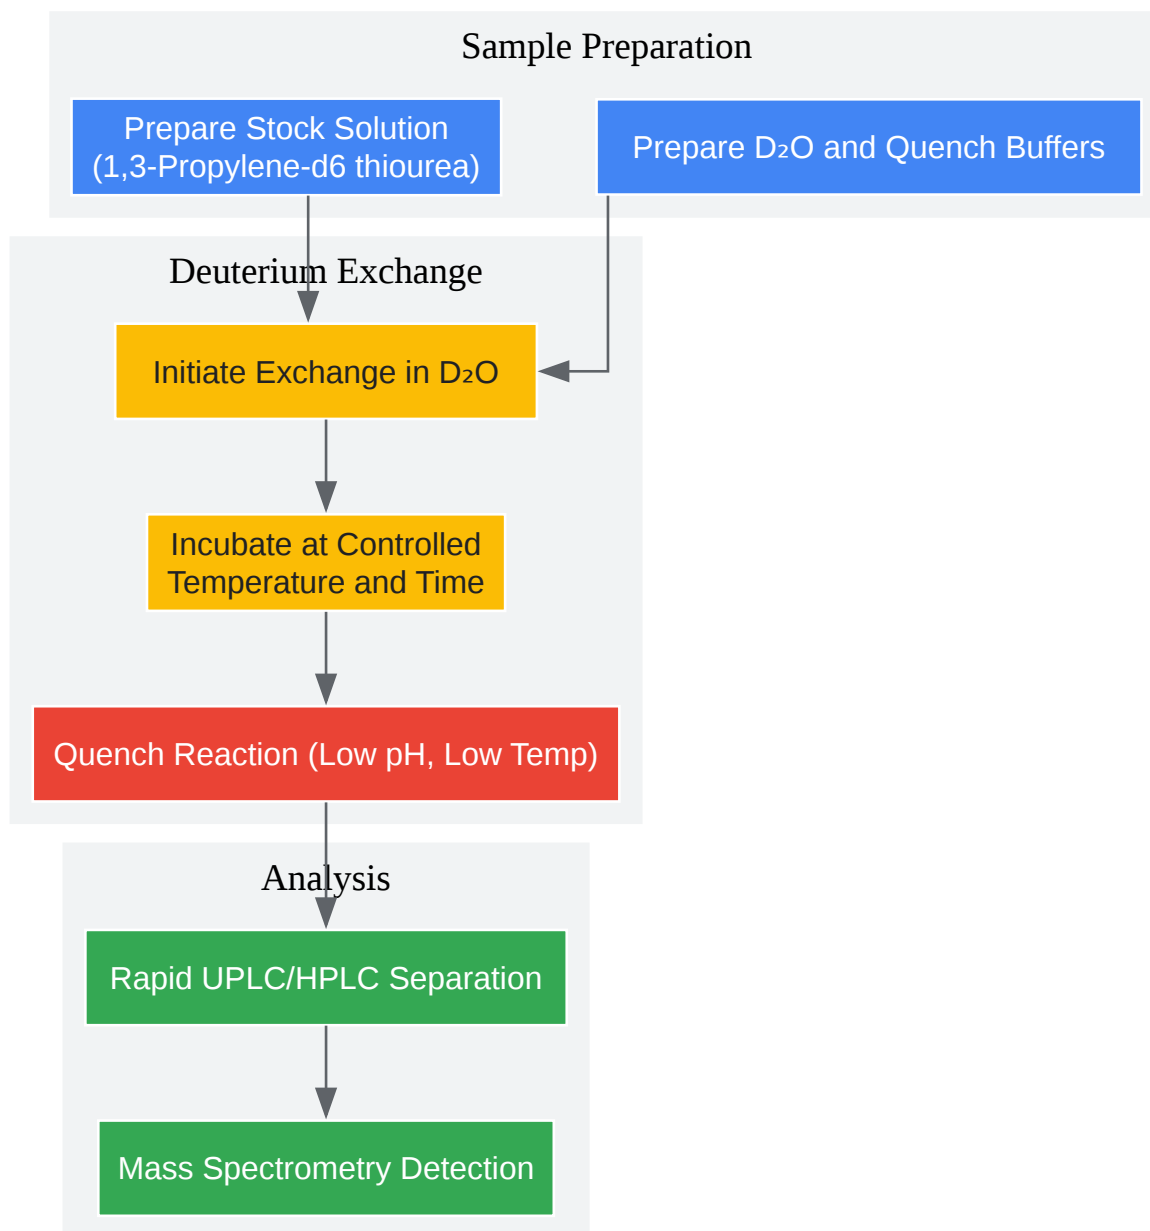 Sample Preparation
Prepare Stock Solution
(1,3-Propylene-d6 thiourea)
Prepare D₂O and Quench Buffers
Deuterium Exchange
Initiate Exchange in D₂O
Incubate at Controlled
Temperature and Time
Quench Reaction (Low pH, Low Temp)
Analysis
Rapid UPLC/HPLC Separation
Mass Spectrometry Detection